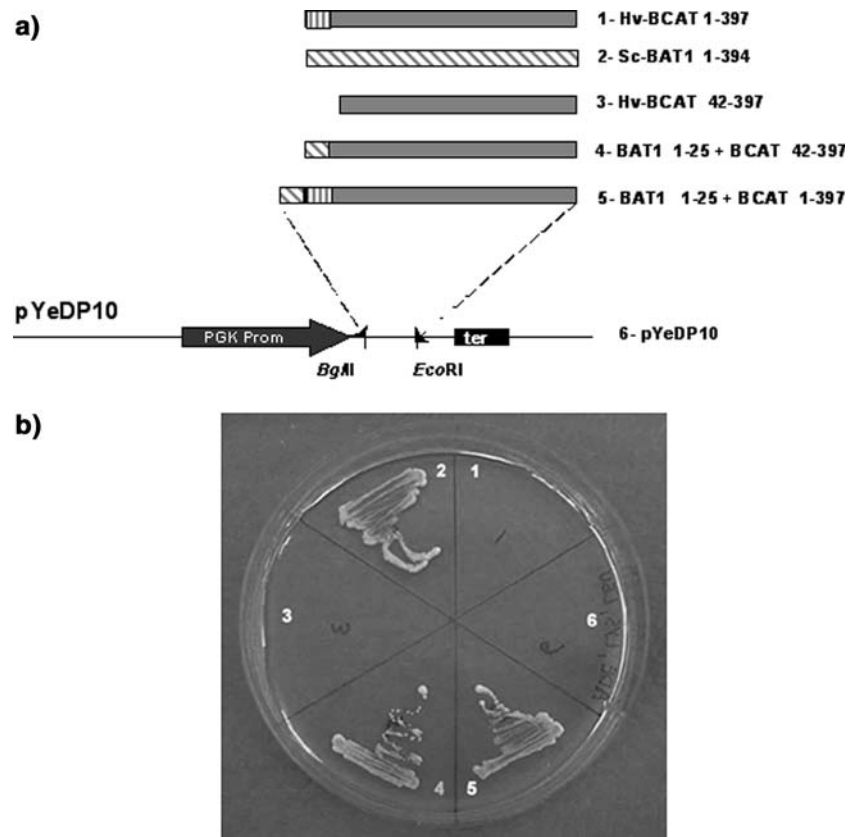 a)
1- Hv-BCAT 1-397
2- Sc-BAT1 1-394
3- Hv-BCAT 42-397
4- BAT1 1-25 + BCAT 42-397
5- BAT1 1-25 + BCAT 1-397
pYeDP10
PGK Prom
ter
6- pYeDP10
BglII
EcoRI
b)
2
1
3
3
6
4
5